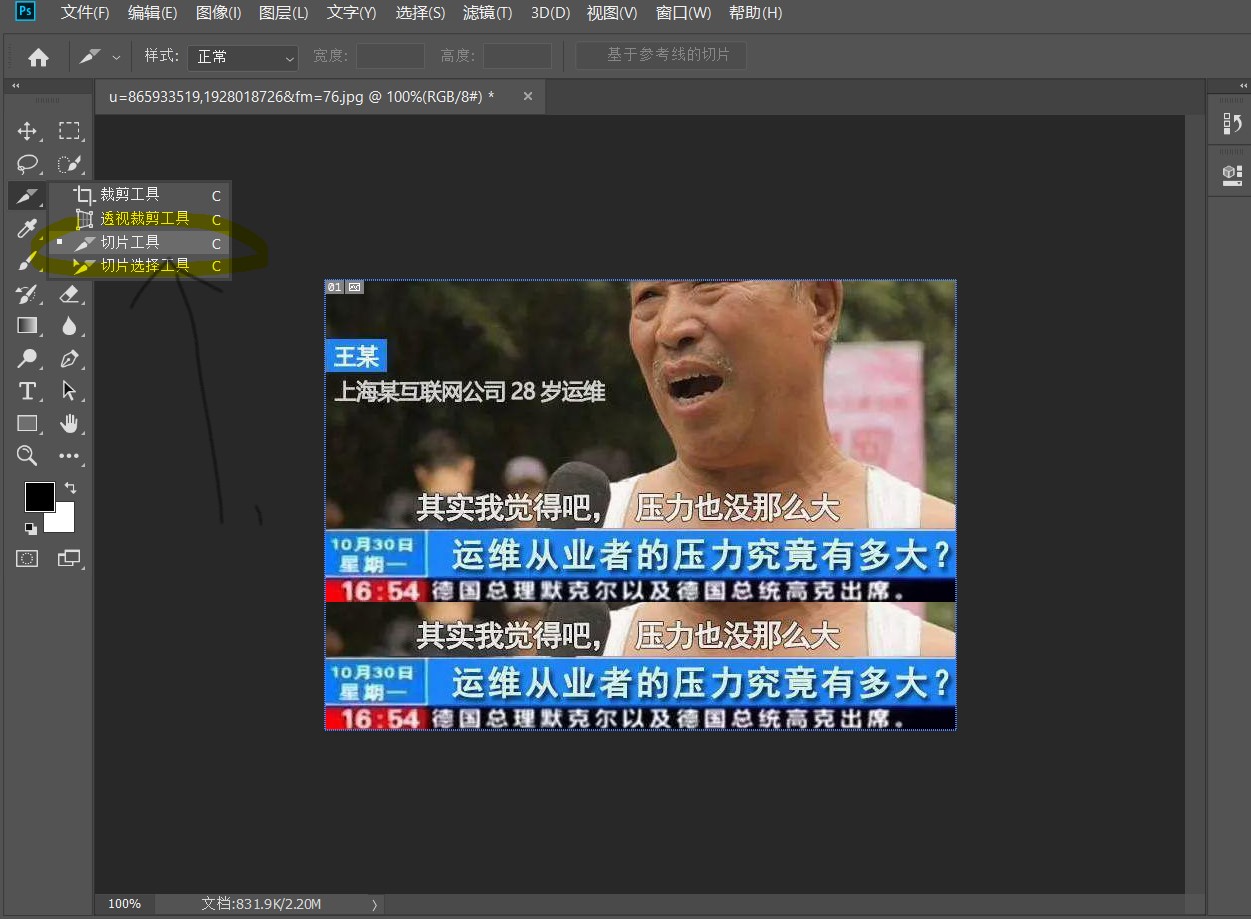 Ps 文件(F) 编辑(E) 图像(I) 图层(L) 文字(Y) 选择(S) 滤镜(T) 3D(D) 视图(V) 窗口(W) 帮助(H)
样式: 正常 宽度: 高度: 基于参考线的切片
u=865933519,1928018726&fm=76.jpg @ 100%(RGB/8#) * ×
裁剪工具 C
透视裁剪工具 C
切片工具 C
切片选择工具 C
01
王某
上海某互联网公司 28 岁运维
其实我觉得吧， 压力也没那么大
10月30日
星期一
运维从业者的压力究竟有多大？
16:54 德国总理默克尔以及德国总统高克出席。
其实我觉得吧， 压力也没那么大
10月30日
星期一
运维从业者的压力究竟有多大？
16:54 德国总理默克尔以及德国总统高克出席。
100% 文档:831.9K/2.20M